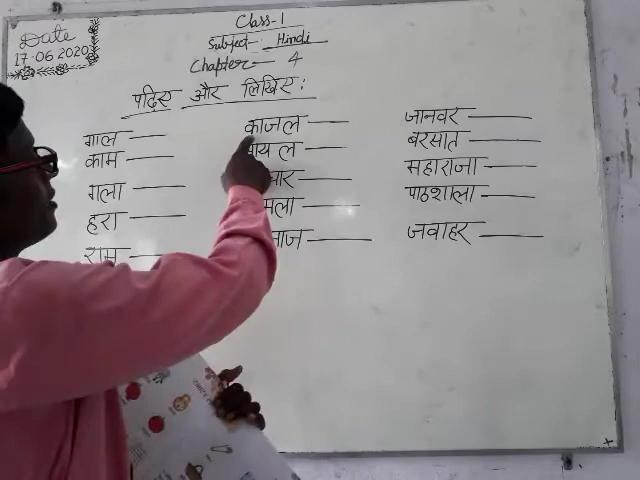 Date
17.06.2020
Class-1
Subject- Hindi
Chapter- 4
पढ़िए और लिखिए:
गाल
काम
गला
हरा
राम
काजल
जानवर
बरसात
महाराजा
पाठशाला
जवाहर